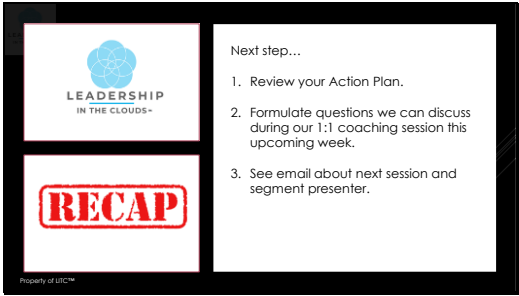 LEADERSHIP
IN THE CLOUDS™
RECAP
Next step…
1. Review your Action Plan.
2. Formulate questions we can discuss
during our 1:1 coaching session this
upcoming week.
3. See email about next session and
segment presenter.
Property of LITC™